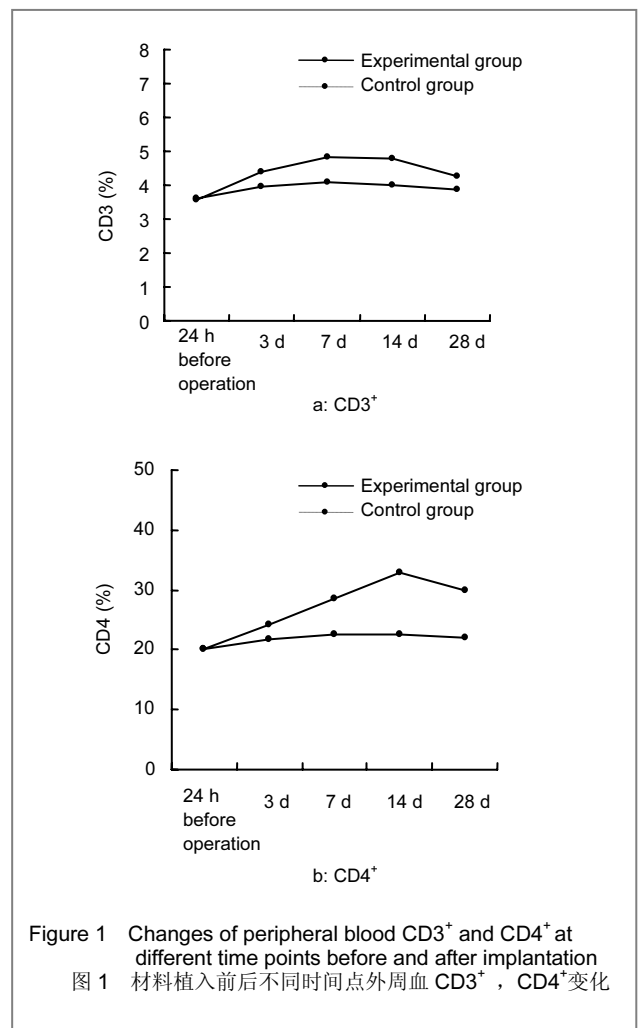 8
7
6
5
4
3
2
1
0
CD3 (%)
Experimental group
Control group
24 h
before
operation
3 d
7 d
14 d
28 d
a: CD3⁺
50
40
30
20
10
0
CD4 (%)
Experimental group
Control group
24 h
before
operation
3 d
7 d
14 d
28 d
b: CD4⁺
Figure 1 Changes of peripheral blood CD3⁺ and CD4⁺ at
different time points before and after implantation
图 1 材料植入前后不同时间点外周血 CD3⁺ ，CD4⁺变化